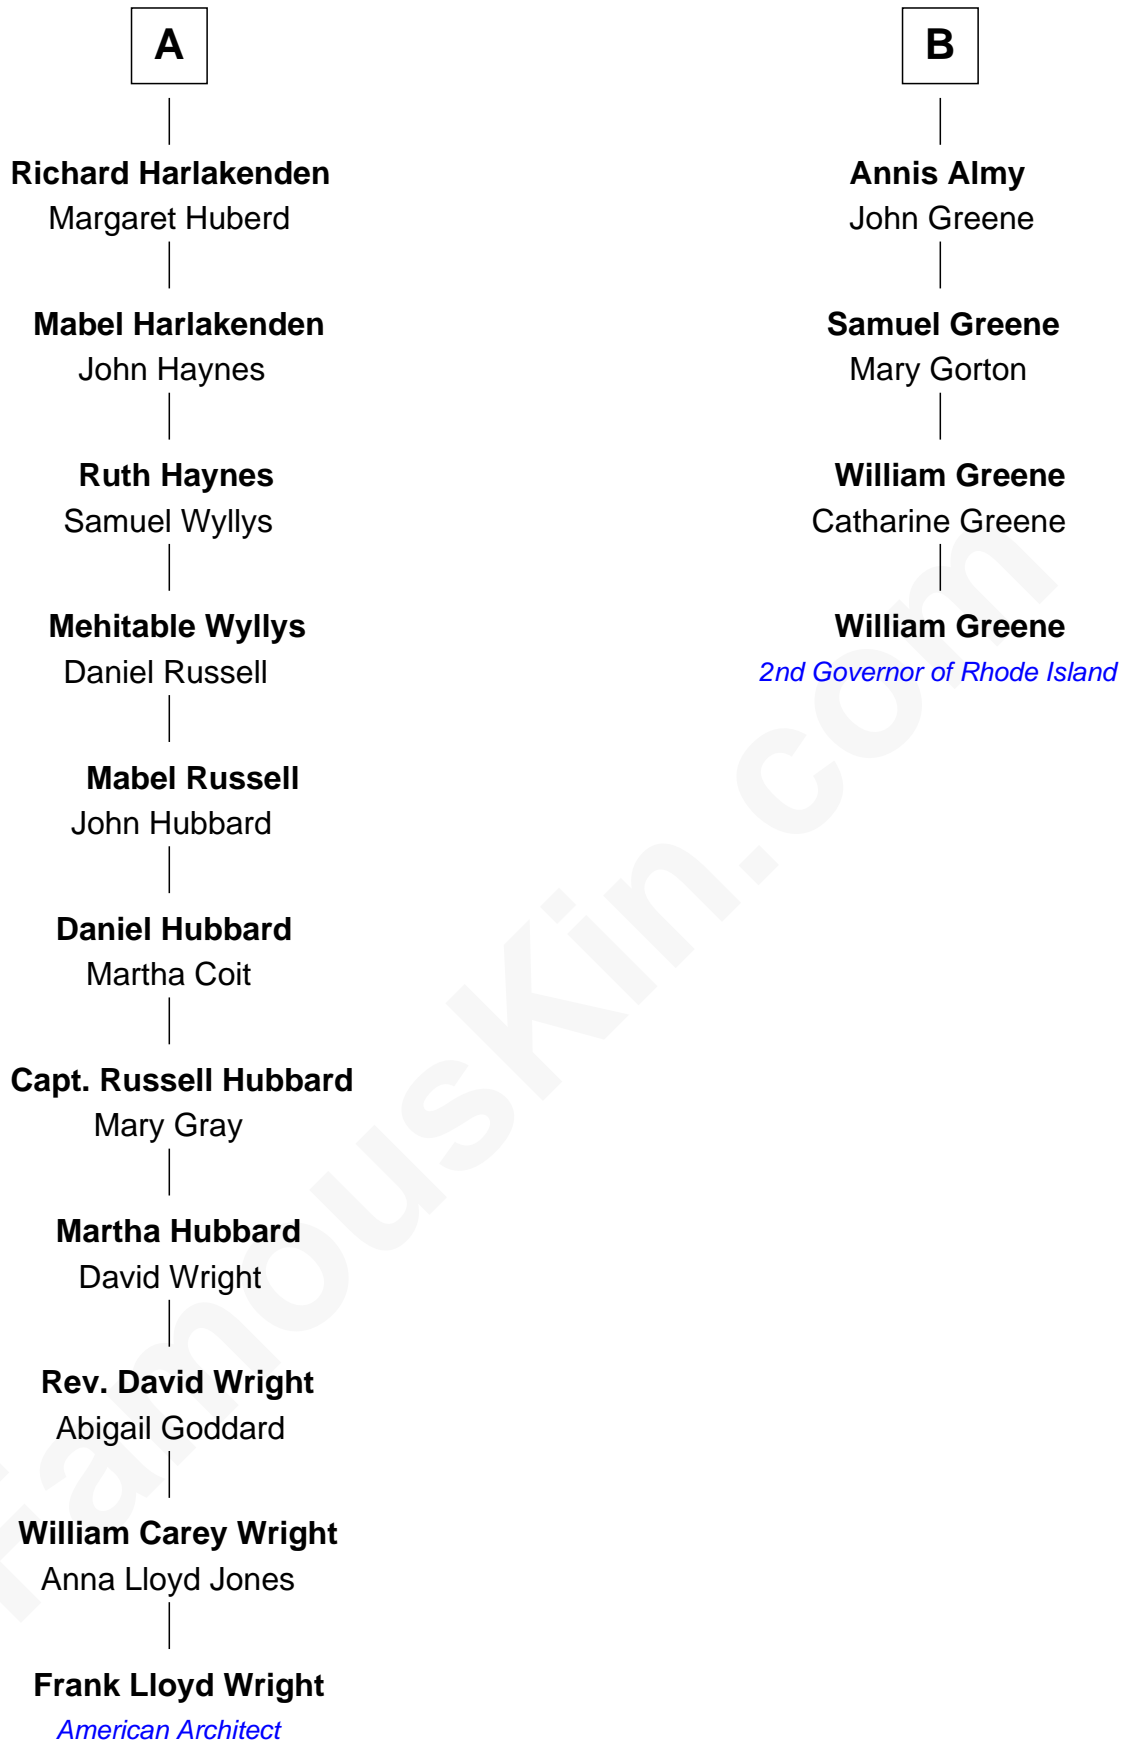 A
Richard Harlakenden
Margaret Huberd
Mabel Harlakenden
John Haynes
Ruth Haynes
Samuel Wyllys
Mehitable Wyllys
Daniel Russell
Mabel Russell
John Hubbard
Daniel Hubbard
Martha Coit
Capt. Russell Hubbard
Mary Gray
Martha Hubbard
David Wright
Rev. David Wright
Abigail Goddard
William Carey Wright
Anna Lloyd Jones
Frank Lloyd Wright
American Architect
B
Annis Almy
John Greene
Samuel Greene
Mary Gorton
William Greene
Catharine Greene
William Greene
2nd Governor of Rhode Island
FamousKin.com